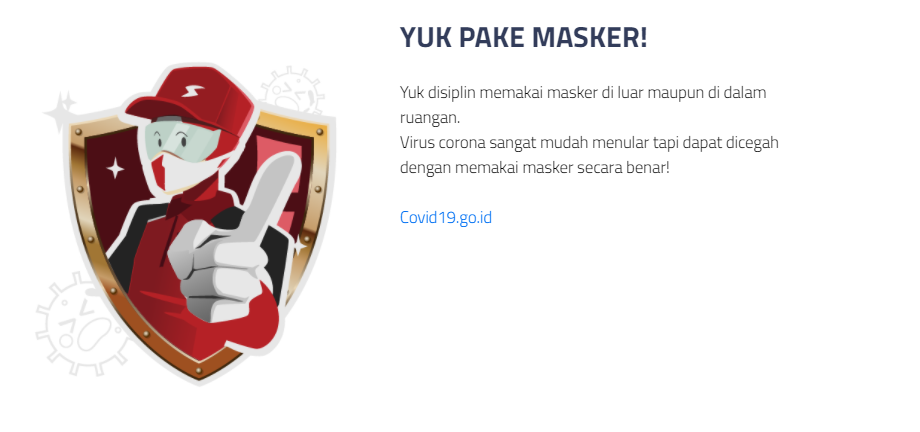 YUK PAKE MASKER!
Yuk disiplin memakai masker di luar maupun di dalam
ruangan.
Virus corona sangat mudah menular tapi dapat dicegah
dengan memakai masker secara benar!
Covid19.go.id